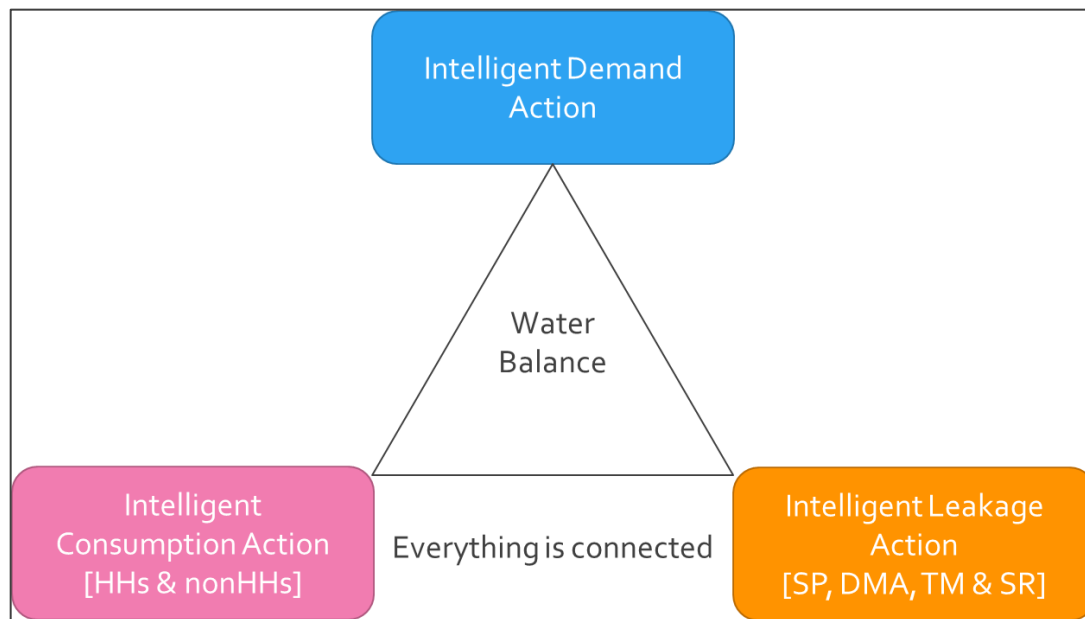 Intelligent Demand
Action
Water
Balance
Intelligent
Consumption Action
[HHs & nonHHs]
Everything is connected
Intelligent Leakage
Action
[SP, DMA, TM & SR]